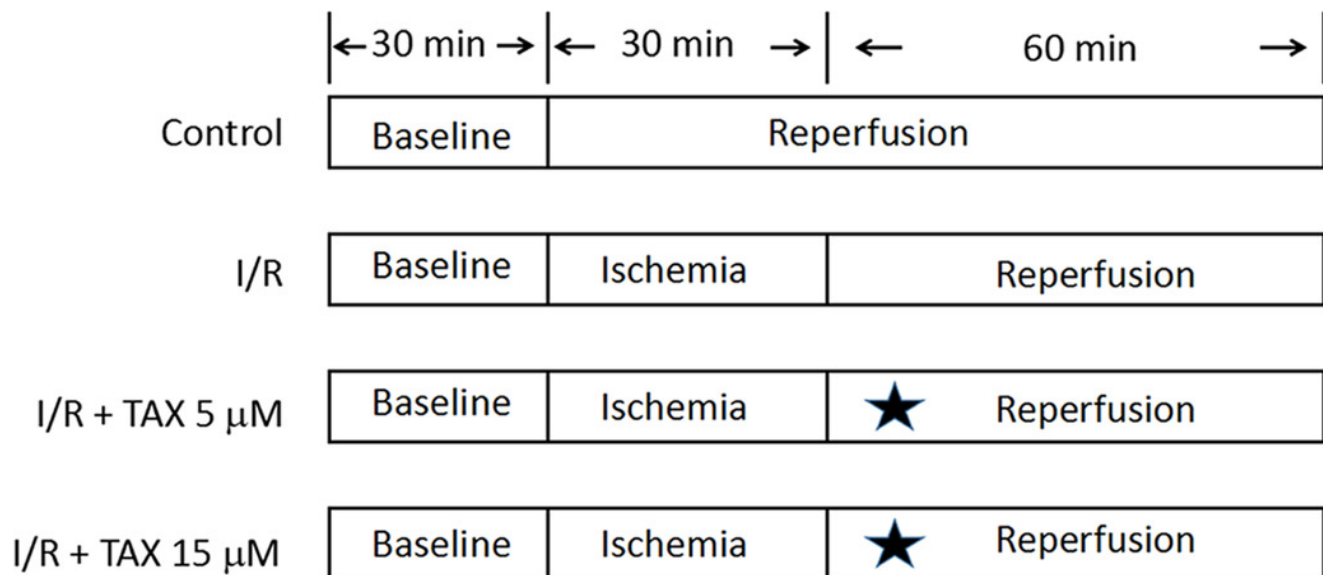 30 min 30 min 60 min
Control Baseline Reperfusion
I/R Baseline Ischemia Reperfusion
I/R + TAX 5 μM Baseline Ischemia Reperfusion
I/R + TAX 15 μM Baseline Ischemia Reperfusion